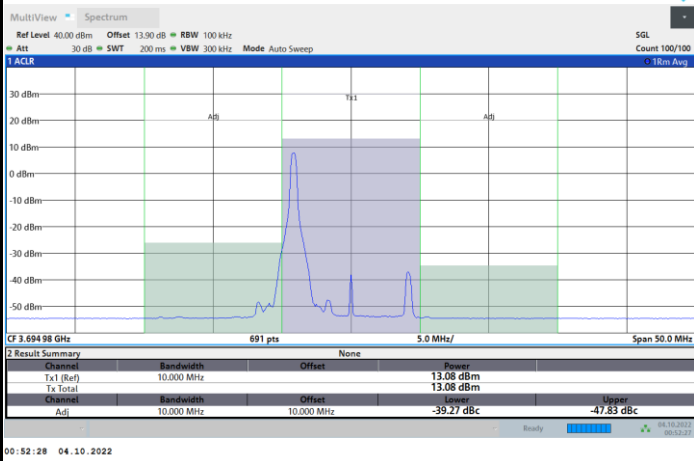 MultiView Spectrum
Ref Level 40.00 dBm Offset 13.90 dB RBW 100 kHz SGL
Att 30 dB SWT 200 ms VBW 300 kHz Mode Auto Sweep Count 100/100
1 ACLR 1Rm Avg
30 dBm
Tx1
20 dBm
Adj Adj
10 dBm
0 dBm
-10 dBm
-20 dBm
-30 dBm
-40 dBm
-50 dBm
CF 3.694 98 GHz 691 pts 5.0 MHz/ Span 50.0 MHz
2 Result Summary None
Channel Bandwidth Offset Power
Tx1 (Ref) 10.000 MHz 13.08 dBm
Tx Total 13.08 dBm
Channel Bandwidth Offset Lower Upper
Adj 10.000 MHz 10.000 MHz -39.27 dBc -47.83 dBc
Ready 04.10.2022
00:52:27
00:52:28 04.10.2022